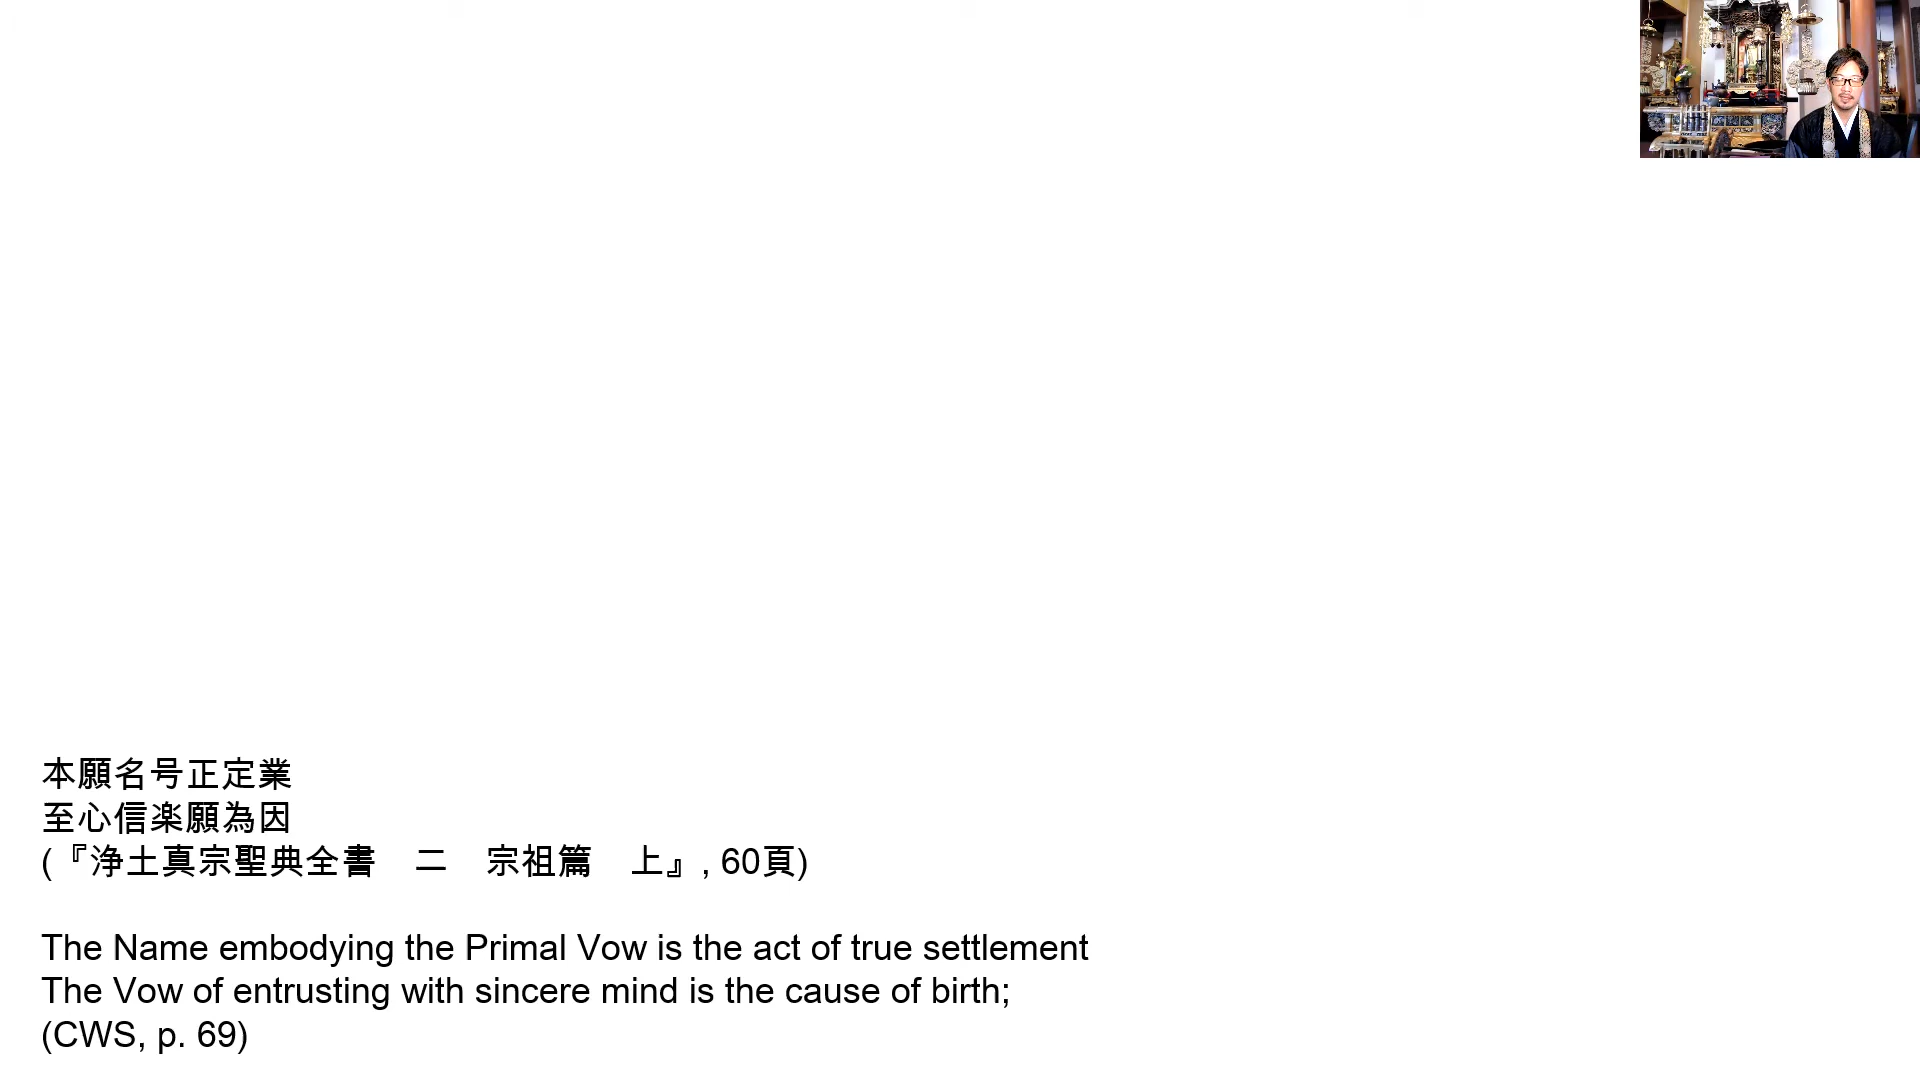 本願名号正定業
至心信楽願為因
(『浄土真宗聖典全書　二　宗祖篇　上』, 60頁)
The Name embodying the Primal Vow is the act of true settlement
The Vow of entrusting with sincere mind is the cause of birth;
(CWS, p. 69)